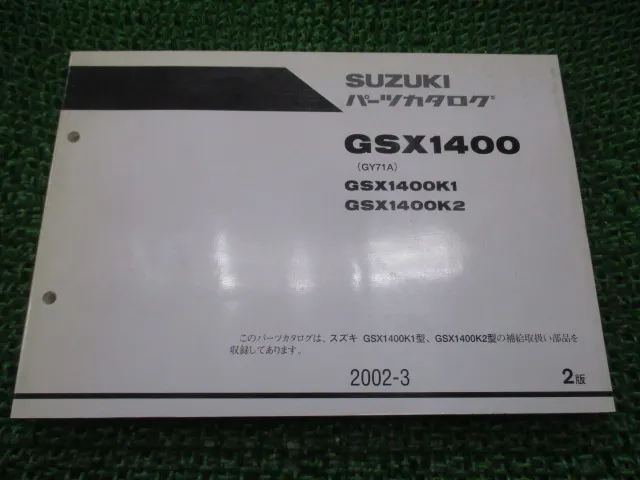 SUZUKI
パーツカタログ
GSX1400
(GY71A)
GSX1400K1
GSX1400K2
このパーツカタログは、スズキ GSX1400K1型、GSX1400K2型の補給取扱い部品を
収録してあります。
2002-3
2版